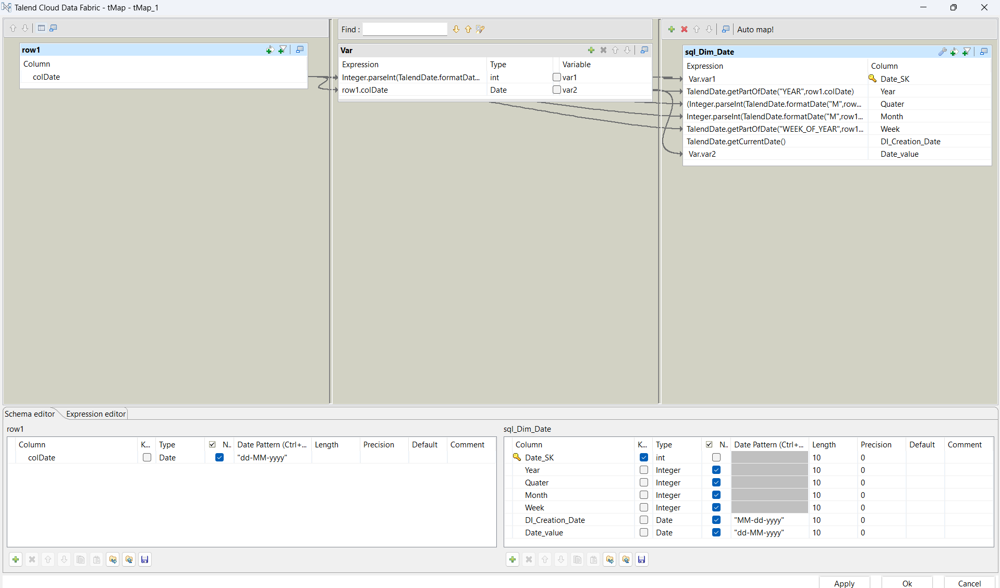 Talend Cloud Data Fabric - tMap - tMap_1
Find :
Auto map!
row1
Column
colDate
Var
Expression Type Variable
Integer.parseInt(TalendDate.formatDat... int var1
row1.colDate Date var2
sql_Dim_Date
Expression Column
Var.var1 Date_SK
TalendDate.getPartOfDate("YEAR",row1.colDate) Year
(Integer.parseInt(TalendDate.formatDate("M",row... Quater
Integer.parseInt(TalendDate.formatDate("M",row1... Month
TalendDate.getPartOfDate("WEEK_OF_YEAR",row1... Week
TalendDate.getCurrentDate() DI_Creation_Date
Var.var2 Date_value
Schema editor Expression editor
row1
Column K... Type N.. Date Pattern (Ctrl+... Length Precision Default Comment
colDate Date "dd-MM-yyyy"
sql_Dim_Date
Column K... Type N.. Date Pattern (Ctrl+... Length Precision Default Comment
Date_SK int 10 0
Year Integer 10 0
Quater Integer 10 0
Month Integer 10 0
Week Integer 10 0
DI_Creation_Date Date "MM-dd-yyyy" 10 0
Date_value Date "dd-MM-yyyy" 10 0
Apply Ok Cancel